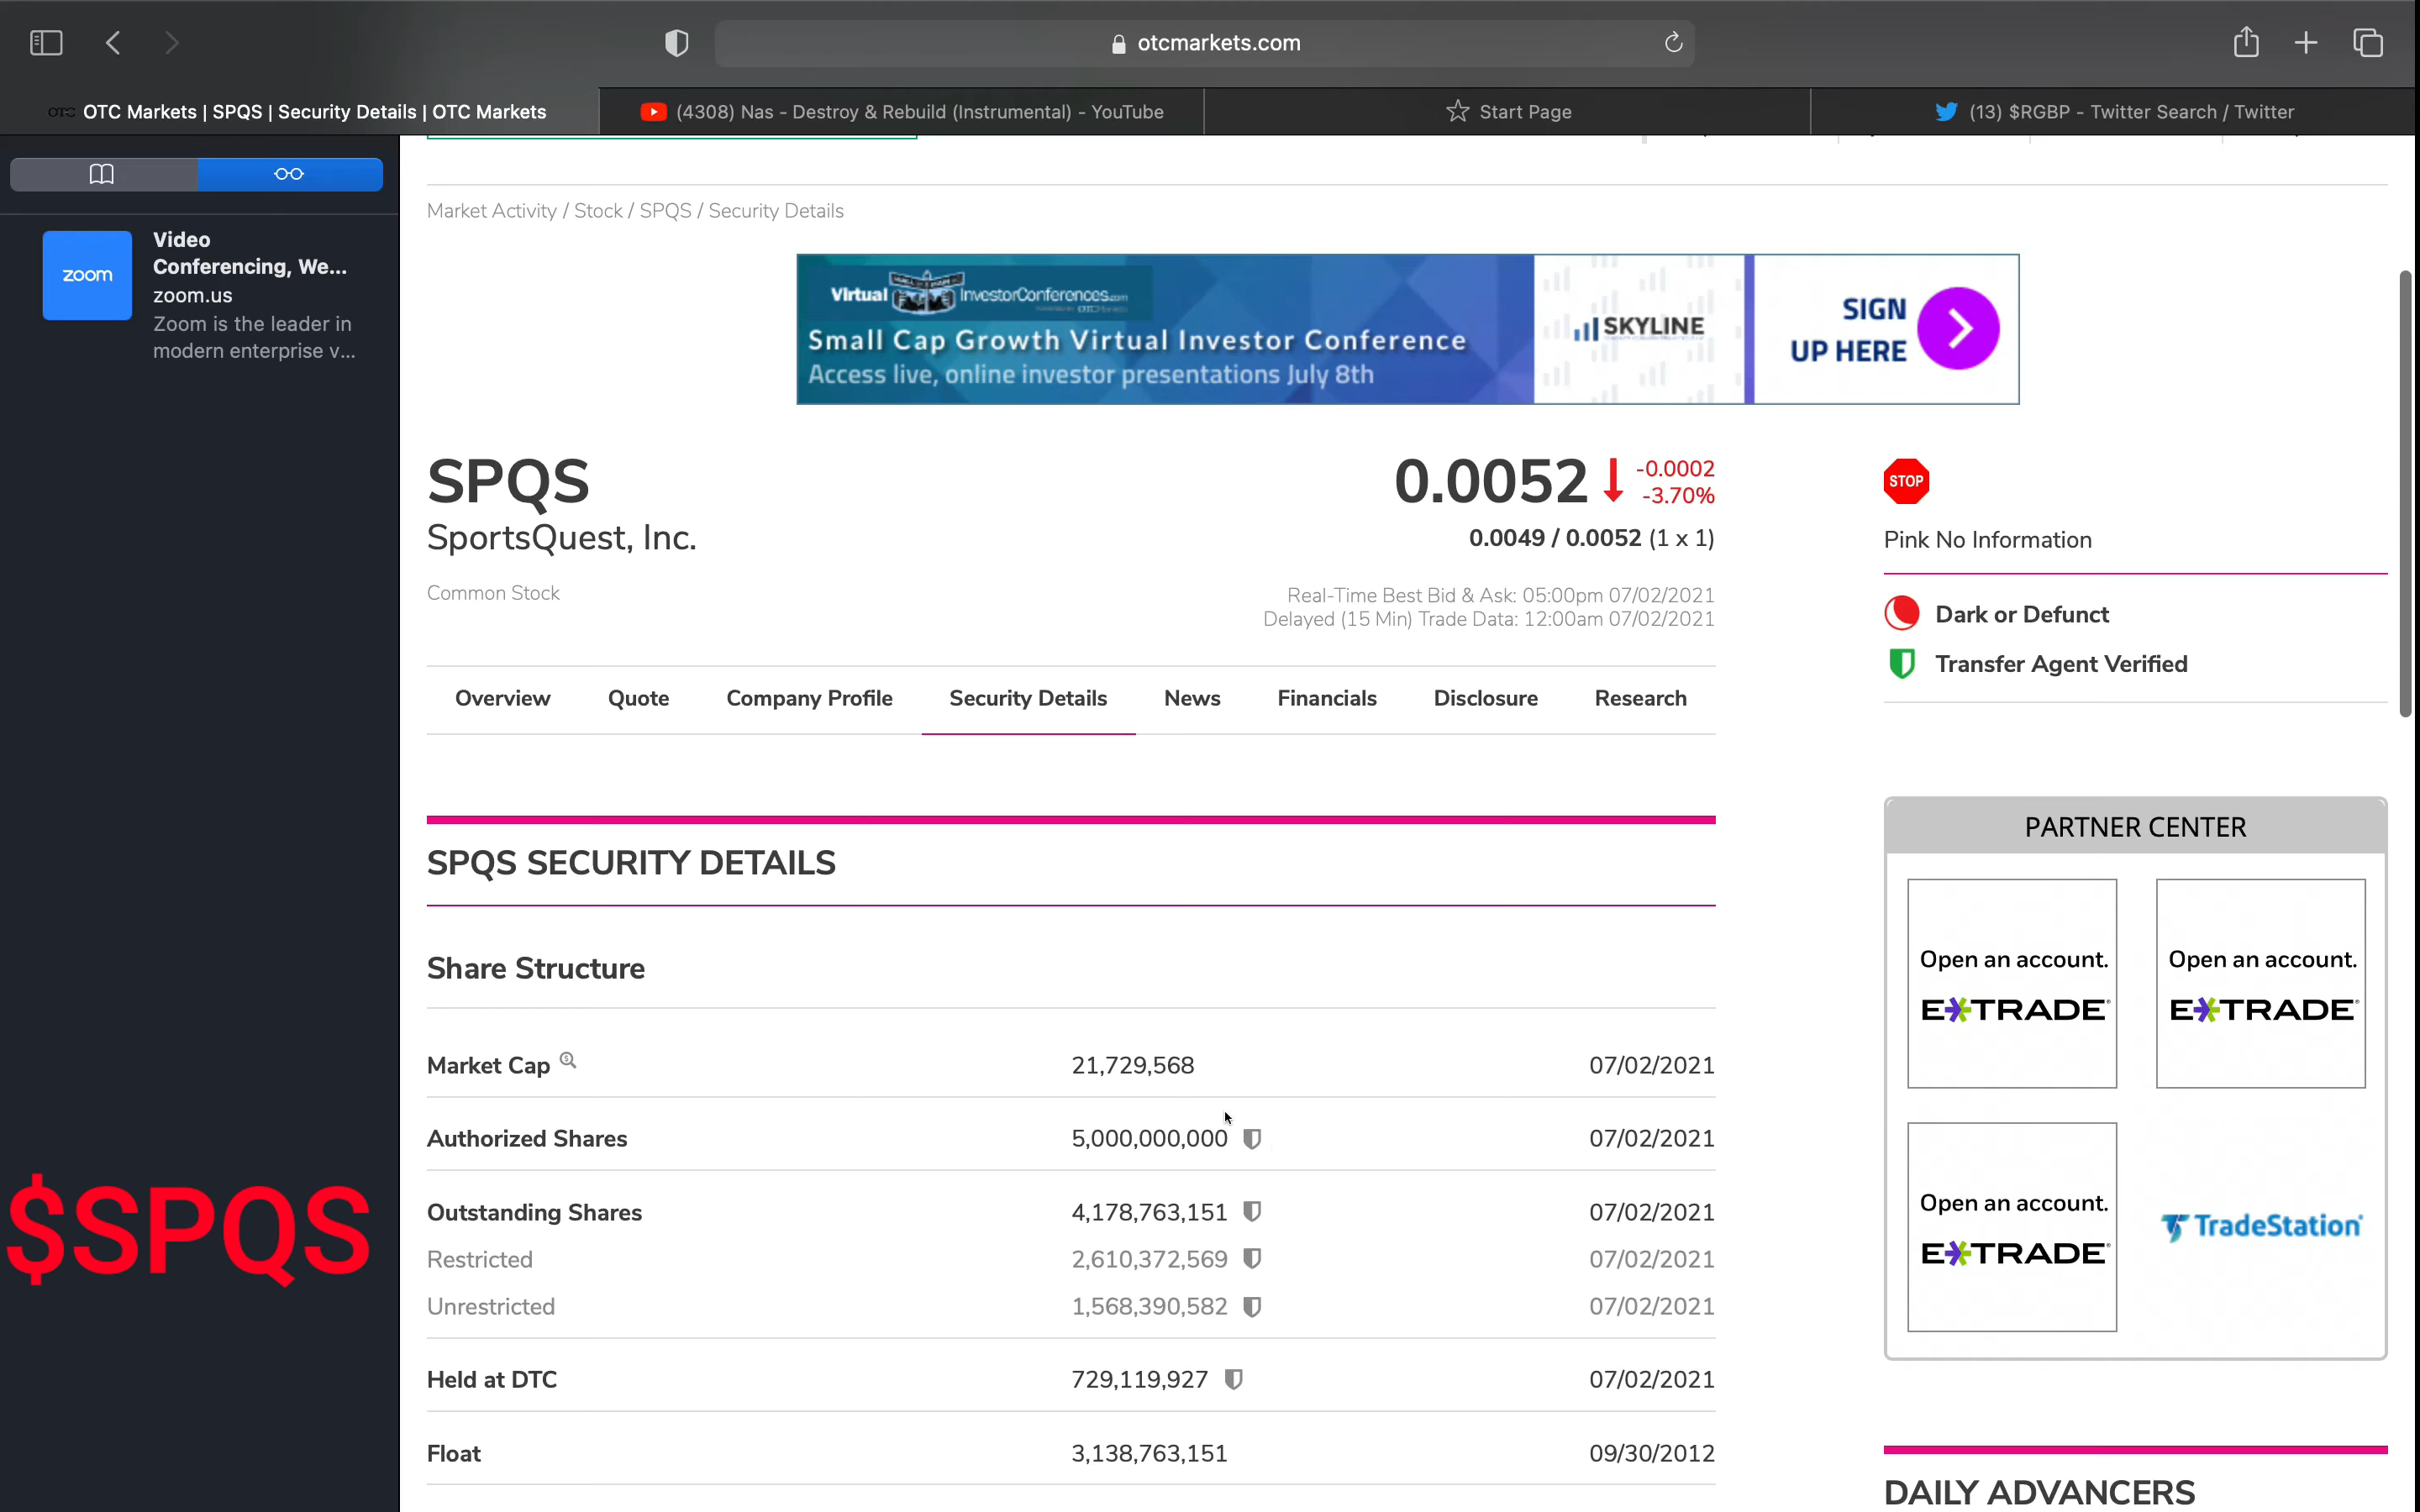 otcmarkets.com
OTC Markets | SPQS | Security Details | OTC Markets
(4308) Nas - Destroy & Rebuild (Instrumental) - YouTube
Start Page
(13) $RGBP - Twitter Search / Twitter
zoom
Video
Conferencing, We...
zoom.us
Zoom is the leader in
modern enterprise v...
Market Activity / Stock / SPQS / Security Details
Virtual InvestorConferences.com
Small Cap Growth Virtual Investor Conference
Access live, online investor presentations July 8th
SKYLINE
SIGN
UP HERE
SPQS
SportsQuest, Inc.
Common Stock
0.0052
-0.0002
-3.70%
0.0049 / 0.0052 (1 x 1)
Real-Time Best Bid & Ask: 05:00pm 07/02/2021
Delayed (15 Min) Trade Data: 12:00am 07/02/2021
STOP
Pink No Information
Dark or Defunct
Transfer Agent Verified
Overview Quote Company Profile Security Details News Financials Disclosure Research
SPQS SECURITY DETAILS
Share Structure
Market Cap 21,729,568 07/02/2021
Authorized Shares 5,000,000,000 07/02/2021
Outstanding Shares 4,178,763,151 07/02/2021
Restricted 2,610,372,569 07/02/2021
Unrestricted 1,568,390,582 07/02/2021
Held at DTC 729,119,927 07/02/2021
Float 3,138,763,151 09/30/2012
PARTNER CENTER
Open an account.
E*TRADE
Open an account.
E*TRADE
Open an account.
E*TRADE
TradeStation
DAILY ADVANCERS
$SPQS